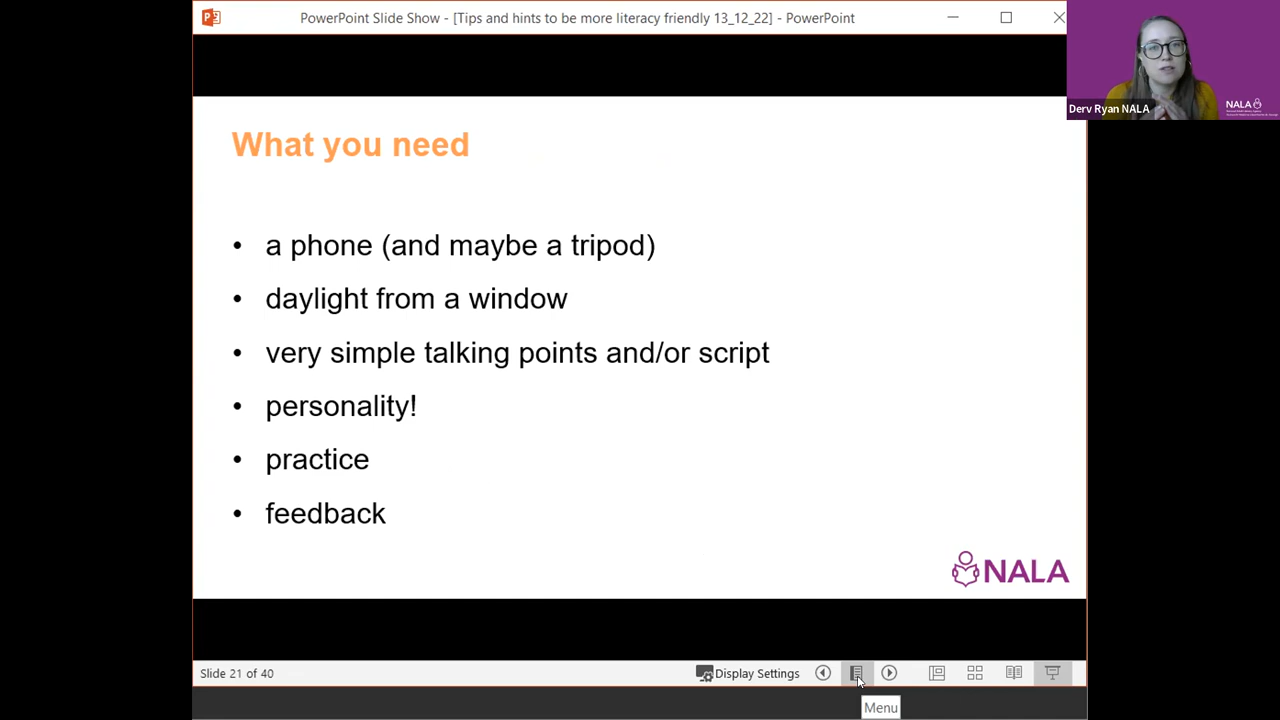 PowerPoint Slide Show - [Tips and hints to be more literacy friendly 13_12_22] - PowerPoint
Derv Ryan NALA
NALA
What you need
• a phone (and maybe a tripod)
• daylight from a window
• very simple talking points and/or script
• personality!
• practice
• feedback
NALA
Slide 21 of 40
Display Settings
Menu